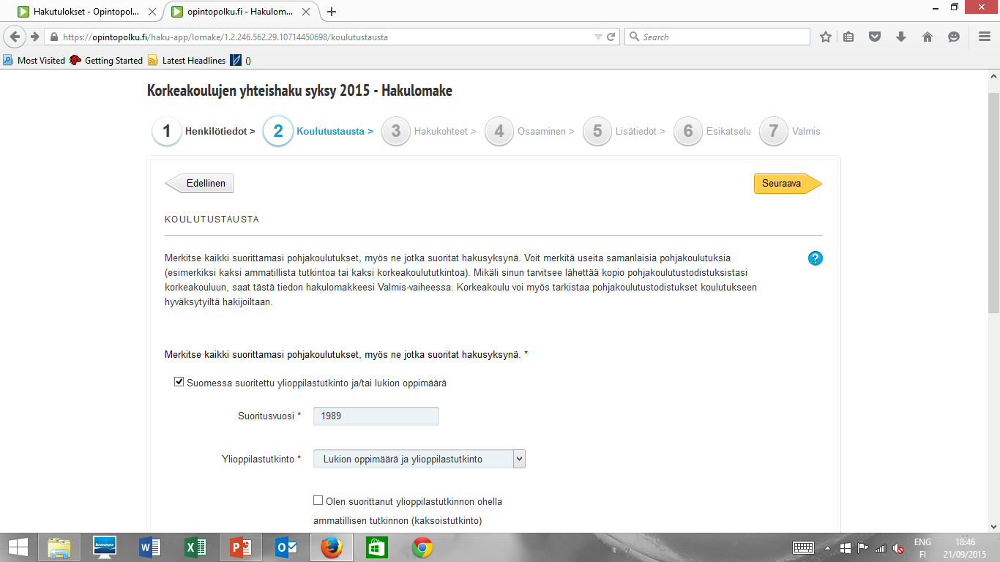 Hakutulokset - Opintopol...
opintopolku.fi - Hakulom...
https://opintopolku.fi/haku-app/lomake/1.2.246.562.29.10714450698/koulutustausta
Search
Most Visited Getting Started Latest Headlines ()
Korkeakoulujen yhteishaku syksy 2015 - Hakulomake
1 Henkilötiedot > 2 Koulutustausta > 3 Hakukohteet > 4 Osaaminen > 5 Lisätiedot > 6 Esikatselu 7 Valmis
Edellinen Seuraava
KOULUTUSTAUSTA
Merkitse kaikki suorittamasi pohjakoulutukset, myös ne jotka suoritat hakusyksynä. Voit merkitä useita samanlaisia pohjakoulutuksia
(esimerkiksi kaksi ammatillista tutkintoa tai kaksi korkeakoulututkintoa). Mikäli sinun tarvitsee lähettää kopio pohjakoulutustodistuksistasi
korkeakouluun, saat tästä tiedon hakulomakkeesi Valmis-vaiheessa. Korkeakoulu voi myös tarkistaa pohjakoulutustodistukset koulutukseen
hyväksytyiltä hakijoiltaan.
?
Merkitse kaikki suorittamasi pohjakoulutukset, myös ne jotka suoritat hakusyksynä. *
Suomessa suoritettu ylioppilastutkinto ja/tai lukion oppimäärä
Suoritusvuosi * 1989
Ylioppilastutkinto * Lukion oppimäärä ja ylioppilastutkinto
Olen suorittanut ylioppilastutkinnon ohella
ammatillisen tutkinnon (kaksoistutkinto)
lenovo
ENG 18:46
FI 21/09/2015